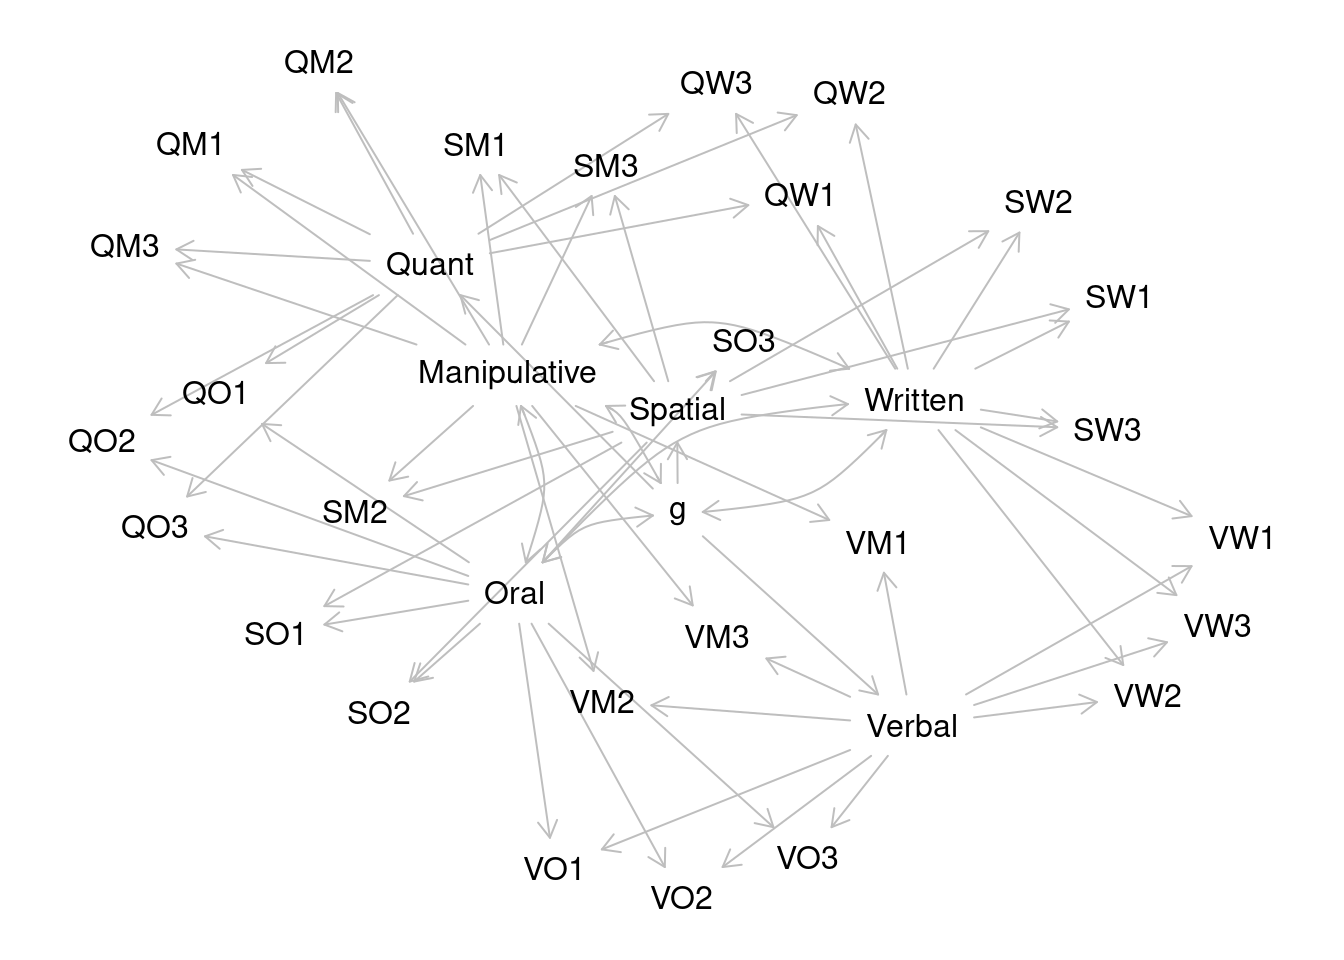 QM2
QW3
QW2
QM1
SM1
SM3
QW1
SW2
QM3
Quant
SW1
SO3
Manipulative
QO1
Spatial
Written
QO2
SW3
SM2
g
QO3
VM1
VW1
Oral
SO1
VM3
VW3
VM2
VW2
SO2
Verbal
VO1
VO3
VO2